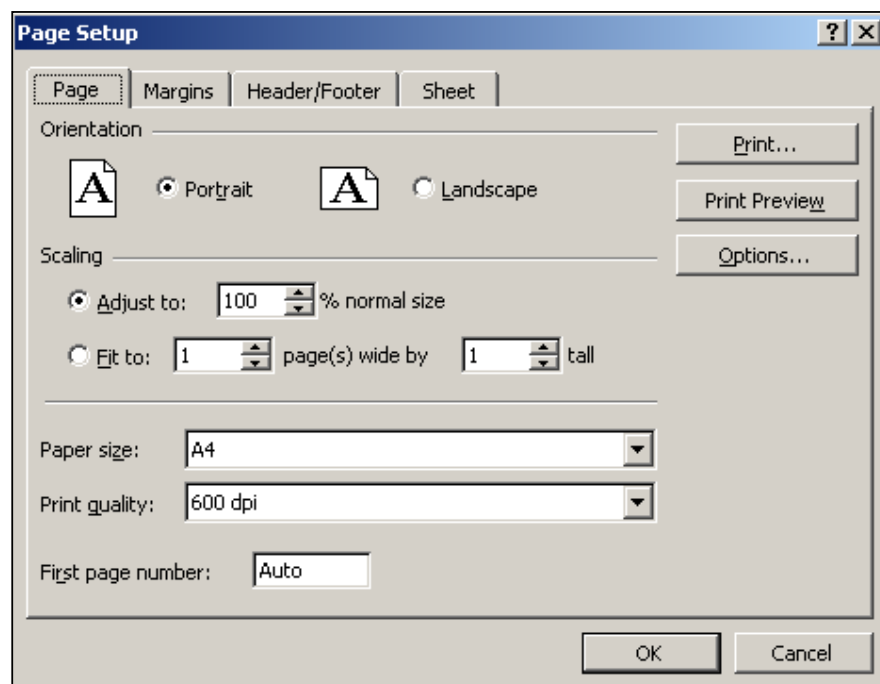 Page Setup
Page Margins Header/Footer Sheet
Orientation
A Portrait A Landscape
Print...
Print Preview
Options...
Scaling
Adjust to: 100 % normal size
Fit to: 1 page(s) wide by 1 tall
Paper size: A4
Print quality: 600 dpi
First page number: Auto
OK Cancel